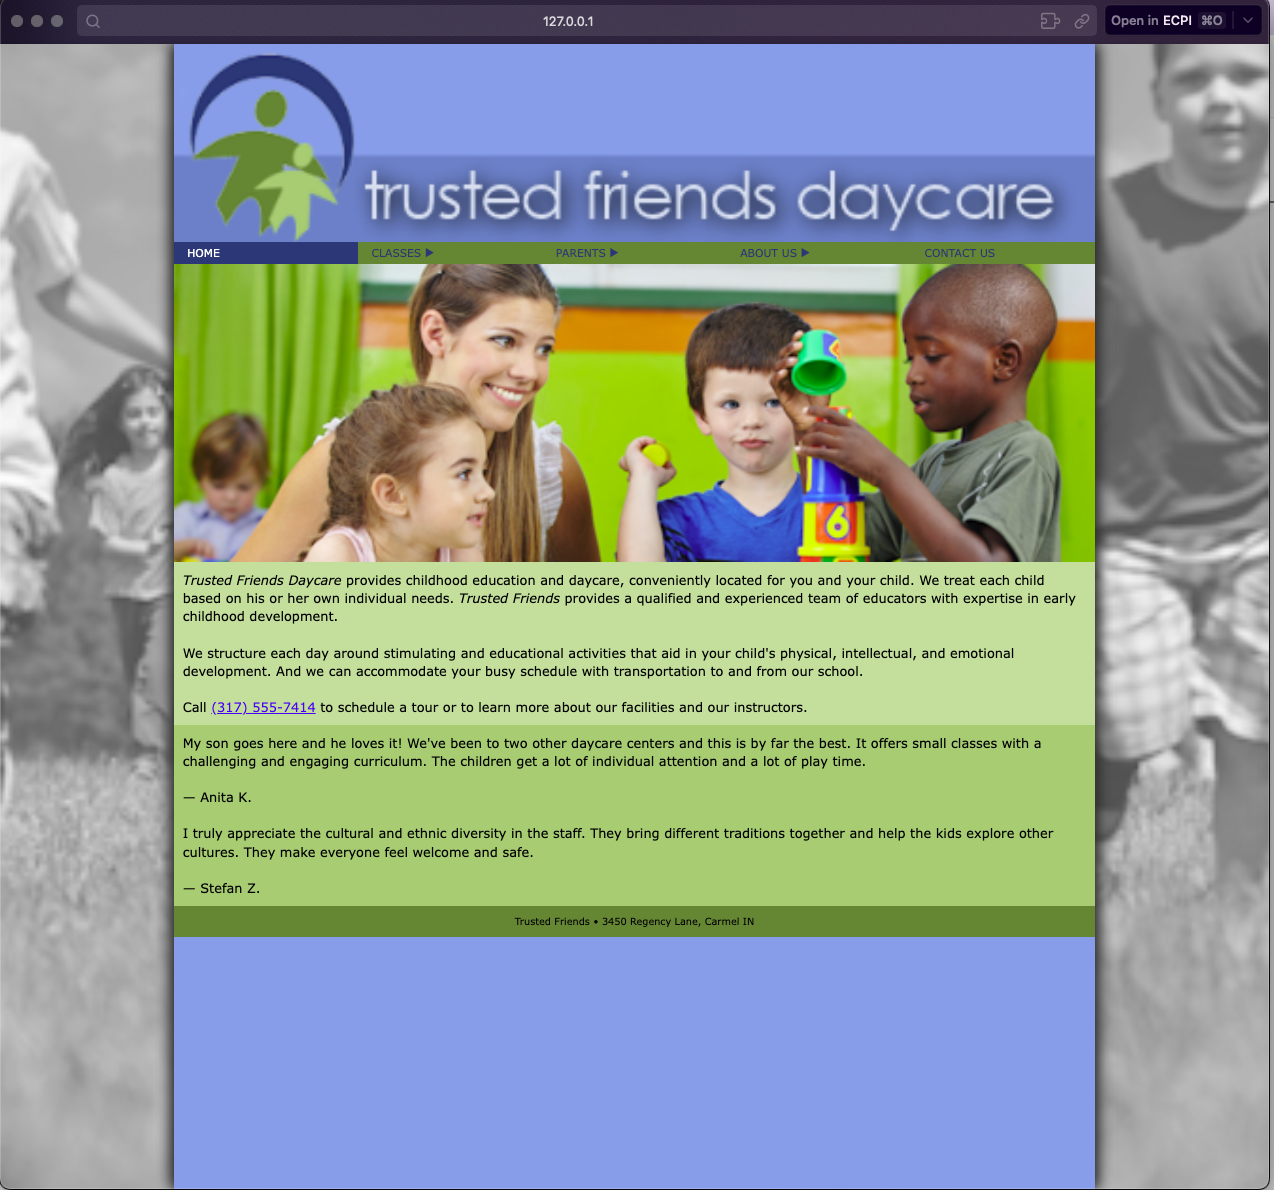 127.0.0.1
Open in ECPI ⌘O
trusted friends daycare
HOME
CLASSES ▶
PARENTS ▶
ABOUT US ▶
CONTACT US
6
Trusted Friends Daycare provides childhood education and daycare, conveniently located for you and your child. We treat each child
based on his or her own individual needs. Trusted Friends provides a qualified and experienced team of educators with expertise in early
childhood development.
We structure each day around stimulating and educational activities that aid in your child's physical, intellectual, and emotional
development. And we can accommodate your busy schedule with transportation to and from our school.
Call (317) 555-7414 to schedule a tour or to learn more about our facilities and our instructors.
My son goes here and he loves it! We've been to two other daycare centers and this is by far the best. It offers small classes with a
challenging and engaging curriculum. The children get a lot of individual attention and a lot of play time.
— Anita K.
I truly appreciate the cultural and ethnic diversity in the staff. They bring different traditions together and help the kids explore other
cultures. They make everyone feel welcome and safe.
— Stefan Z.
Trusted Friends • 3450 Regency Lane, Carmel IN